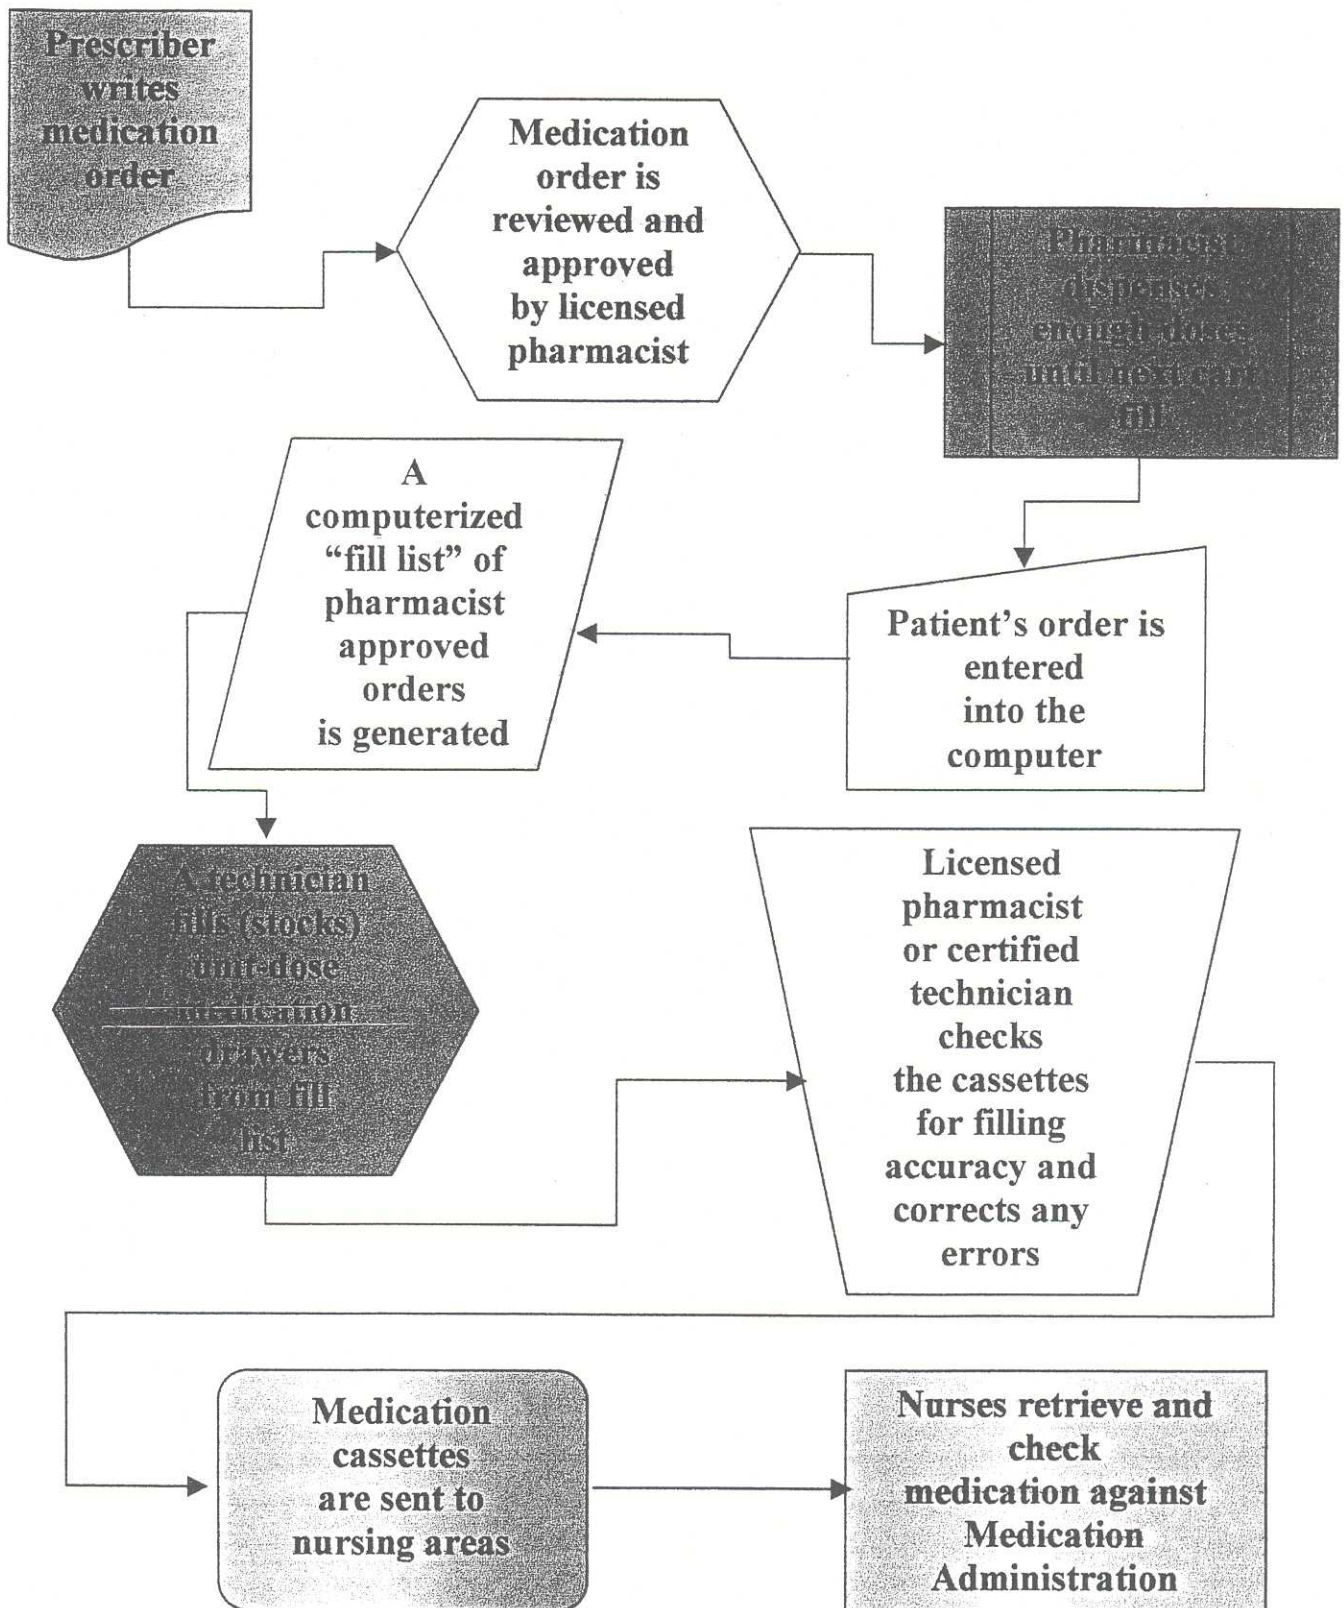 Prescriber
writes
medication
order
Medication
order is
reviewed and
approved
by licensed
pharmacist
Pharmacist
dispenses
enough doses
until next cart
fill.
Patient's order is
entered
into the
computer
A
computerized
“fill list” of
pharmacist
approved
orders
is generated
A technician
fills (stocks)
unit-dose
medication
drawers
from fill
list
Licensed
pharmacist
or certified
technician
checks
the cassettes
for filling
accuracy and
corrects any
errors
Medication
cassettes
are sent to
nursing areas
Nurses retrieve and
check
medication against
Medication
Administration